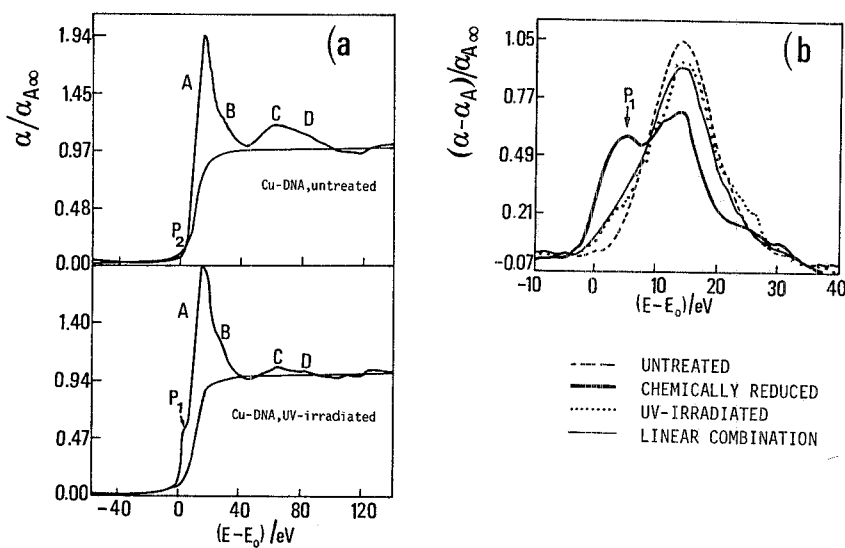 (a
α/αA∞
1.94
1.45
0.97
0.48
0.00
A
B
C
D
P2
Cu-DNA,untreated
1.40
0.94
0.47
0.00
A
B
C
D
P1
Cu-DNA,UV-irradiated
-40
0
40
80
120
(E-E₀)/eV
(b
(α-αA)/αA∞
1.05
0.77
0.49
0.21
-0.07
P1
-10
0
10
20
30
40
(E-E₀)/eV
UNTREATED
CHEMICALLY REDUCED
UV-IRRADIATED
LINEAR COMBINATION